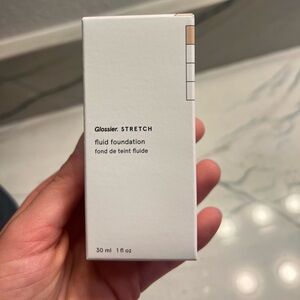 Glossier. STRETCH
fluid foundation
fond de teint fluide
30 ml 1 fl oz